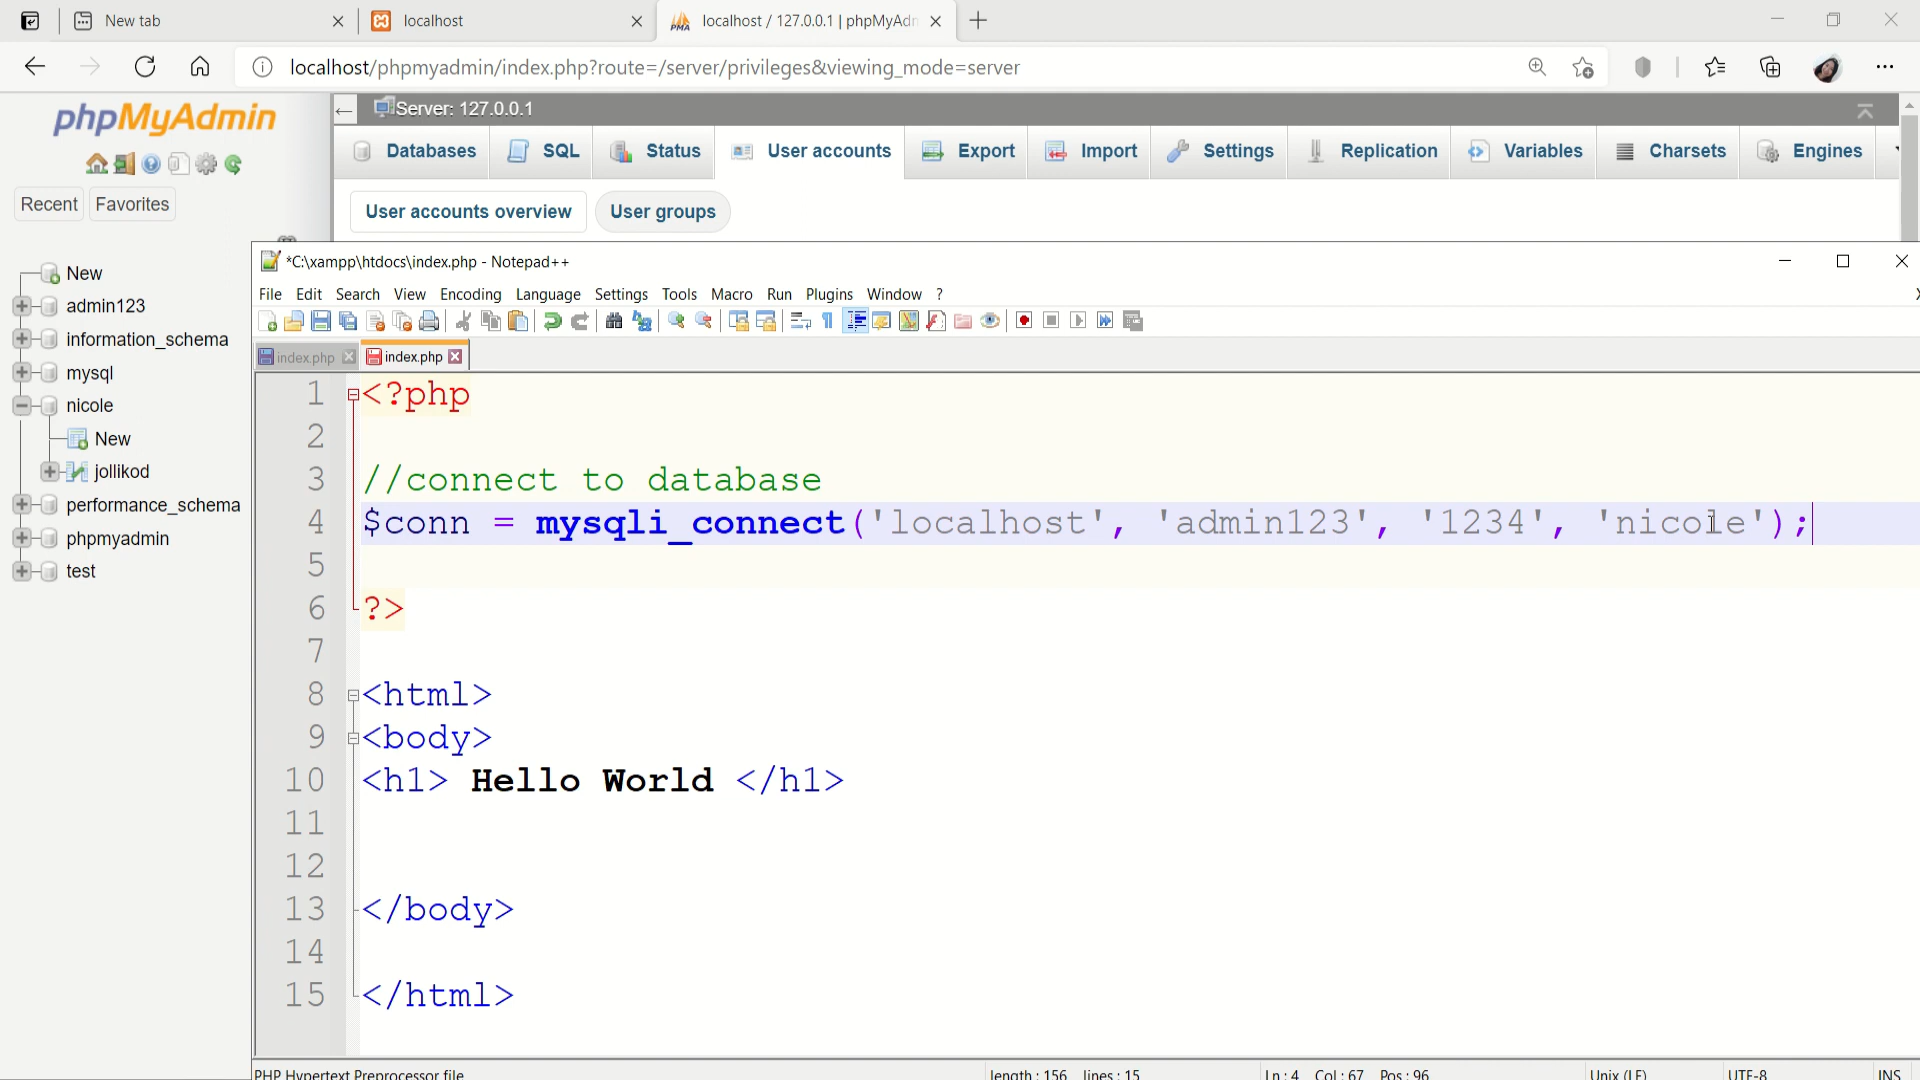 New tab
localhost
localhost / 127.0.0.1 | phpMyAdm
localhost/phpmyadmin/index.php?route=/server/privileges&viewing_mode=server
phpMyAdmin
Recent Favorites
New
admin123
information_schema
mysql
nicole
New
jollikod
performance_schema
phpmyadmin
test
Server: 127.0.0.1
Databases SQL Status User accounts Export Import Settings Replication Variables Charsets Engines
User accounts overview User groups
*C:\xampp\htdocs\index.php - Notepad++
File Edit Search View Encoding Language Settings Tools Macro Run Plugins Window ?
index.php index.php
1 <?php
2
3 //connect to database
4 $conn = mysqli_connect('localhost', 'admin123', '1234', 'nicole');
5
6 ?>
7
8 <html>
9 <body>
10 <h1> Hello World </h1>
11
12
13 </body>
14
15 </html>
PHP Hypertext Preprocessor file length : 156 lines : 15 Ln : 4 Col : 67 Pos : 96 Unix (LF) UTF-8 INS